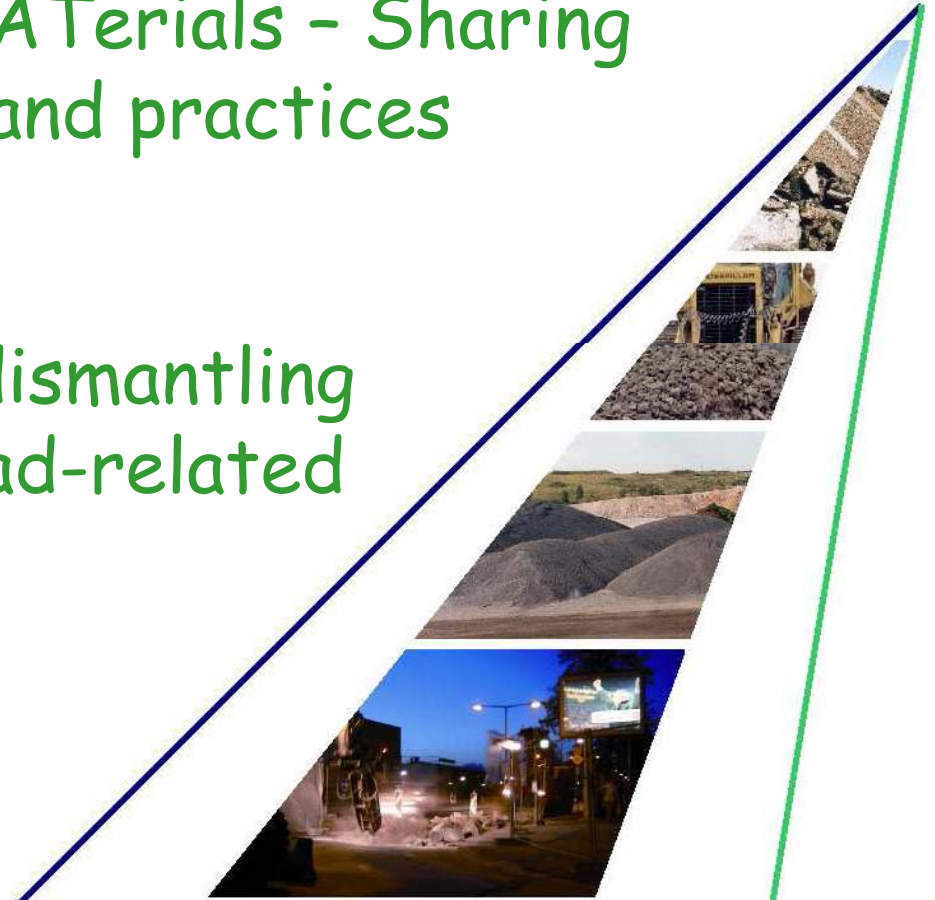 ATerials – Sharing
and practices
lismantling
ad-related